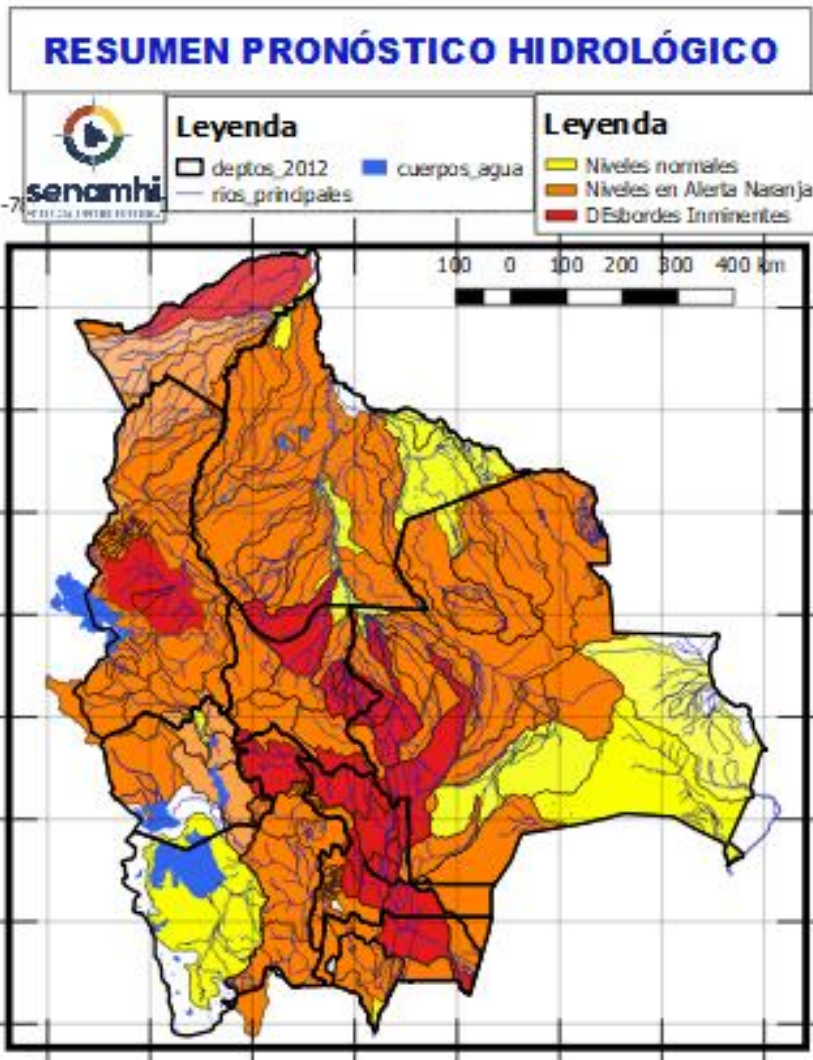 RESUMEN PRONÓSTICO HIDROLÓGICO
senamhi
Leyenda
deptos_2012
cuerpos_agua
rios_principales
Leyenda
Niveles normales
Niveles en Alerta Naranja
DEsbordes Inminentes
100 0 100 200 300 400 km